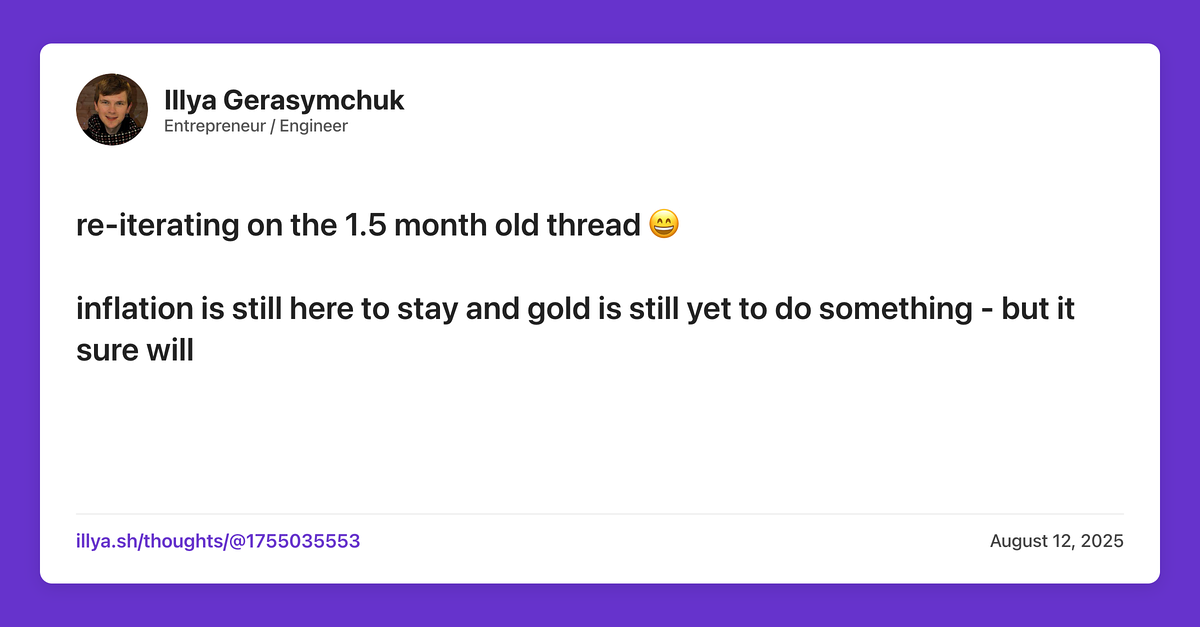 Illya Gerasymchuk
Entrepreneur / Engineer
re-iterating on the 1.5 month old thread 😄
inflation is still here to stay and gold is still yet to do something - but it
sure will
illya.sh/thoughts/@1755035553
August 12, 2025